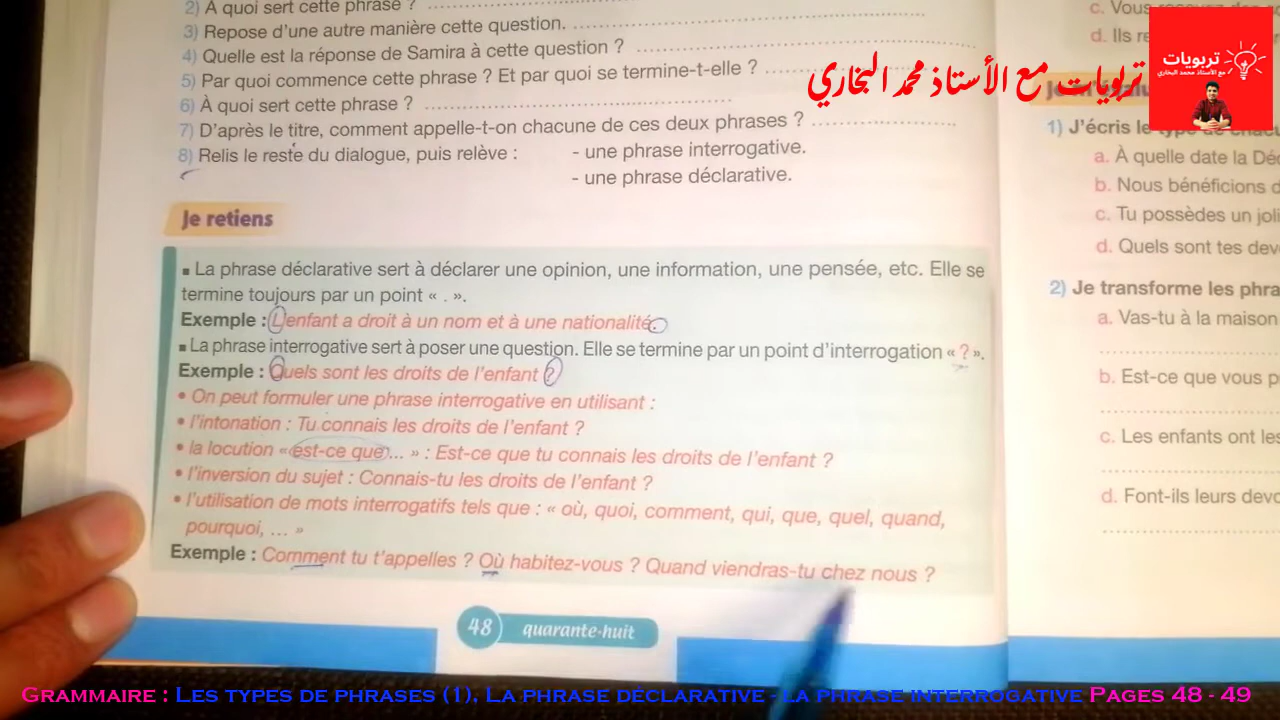 2) À quoi sert cette phrase ?
3) Repose d'une autre manière cette question.
4) Quelle est la réponse de Samira à cette question ?
5) Par quoi commence cette phrase ? Et par quoi se termine-t-elle ?
6) À quoi sert cette phrase ?
7) D'après le titre, comment appelle-t-on chacune de ces deux phrases ?
8) Relis le reste du dialogue, puis relève : - une phrase interrogative.
- une phrase déclarative.
Je retiens
▪ La phrase déclarative sert à déclarer une opinion, une information, une pensée, etc. Elle se
termine toujours par un point « . ».
Exemple : L'enfant a droit à un nom et à une nationalité.
▪ La phrase interrogative sert à poser une question. Elle se termine par un point d'interrogation « ? ».
Exemple : Quels sont les droits de l'enfant ?
• On peut formuler une phrase interrogative en utilisant :
• l'intonation : Tu connais les droits de l'enfant ?
• la locution « est-ce que... » : Est-ce que tu connais les droits de l'enfant ?
• l'inversion du sujet : Connais-tu les droits de l'enfant ?
• l'utilisation de mots interrogatifs tels que : « où, quoi, comment, qui, que, quel, quand,
pourquoi, ... »
Exemple : Comment tu t'appelles ? Où habitez-vous ? Quand viendras-tu chez nous ?
48 quarante-huit
c. Vous
d. Ils
1) J'écris le
a. À quelle date la
b. Nous bénéficions
c. Tu possèdes un
d. Quels sont tes
2) Je transforme les
a. Vas-tu à la maison
b. Est-ce que vous
c. Les enfants ont
d. Font-ils leurs
تربويات مع الأستاذ محمد البخاري
تربويات
مع الأستاذ محمد البخاري
Grammaire : Les types de phrases (1), La phrase déclarative - la phrase interrogative Pages 48 - 49